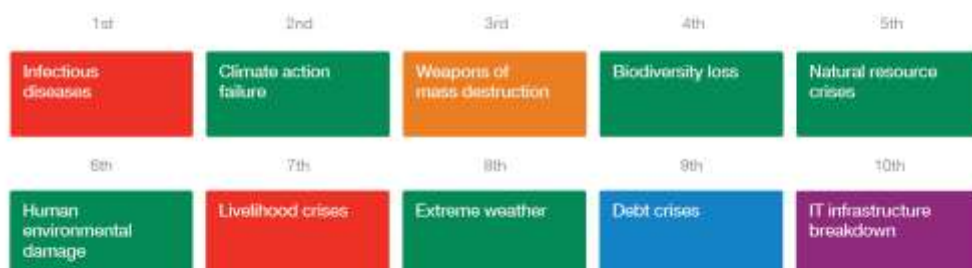 1st
2nd
3rd
4th
5th
Infectious
diseases
Climate action
failure
Weapons of
mass destruction
Biodiversity loss
Natural resource
crises
6th
7th
8th
9th
10th
Human
environmental
damage
Livelihood crises
Extreme weather
Debt crises
IT infrastructure
breakdown